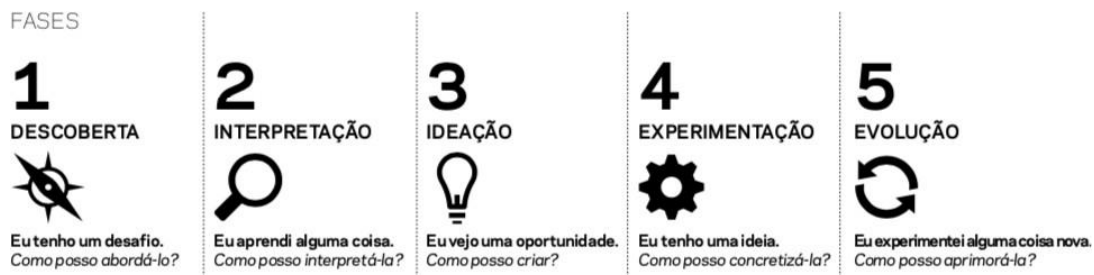 FASES
1
DESCOBERTA
Eu tenho um desafio.
Como posso abordá-lo?
2
INTERPRETAÇÃO
Eu aprendi alguma coisa.
Como posso interpretá-la?
3
IDEAÇÃO
Eu vejo uma oportunidade.
Como posso criar?
4
EXPERIMENTAÇÃO
Eu tenho uma ideia.
Como posso concretizá-la?
5
EVOLUÇÃO
Eu experimentei alguma coisa nova.
Como posso aprimorá-la?